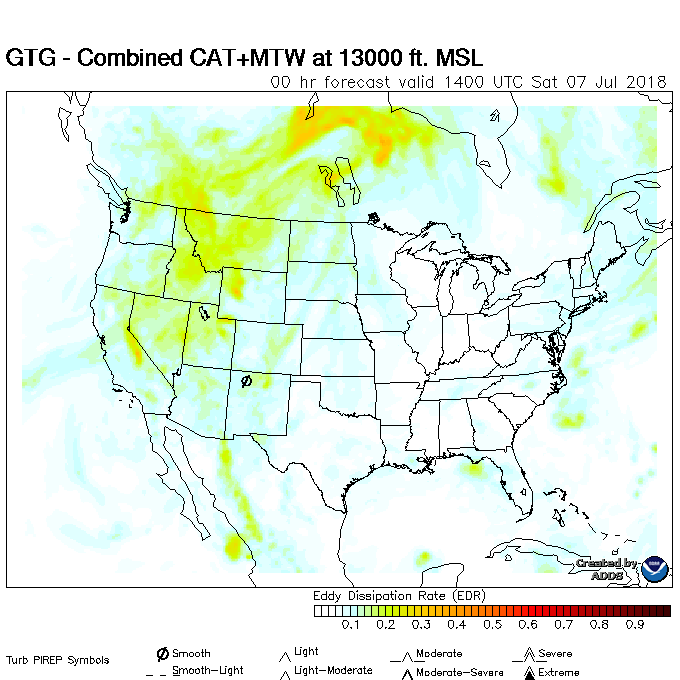 GTG - Combined CAT+MTW at 13000 ft. MSL
00 hr forecast valid 1400 UTC Sat 07 Jul 2018
Created by
ADDS
Eddy Dissipation Rate (EDR)
0.1 0.2 0.3 0.4 0.5 0.6 0.7 0.8 0.9
Turb PIREP Symbols
Smooth Light Moderate Severe
Smooth-Light Light-Moderate Moderate-Severe Extreme